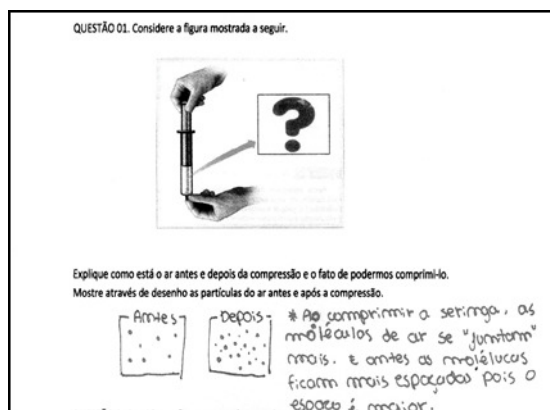 QUESTÃO 01. Considere a figura mostrada a seguir.
?
Explique como está o ar antes e depois da compressão e o fato de podermos comprimi-lo.
Mostre através de desenho as partículas do ar antes e após a compressão.
Antes
Depois
* Ao comprimir a seringa, as
moléculas de ar se "juntam"
mais. E antes as moléculas
ficam mais espaçadas pois o
espaço é maior.